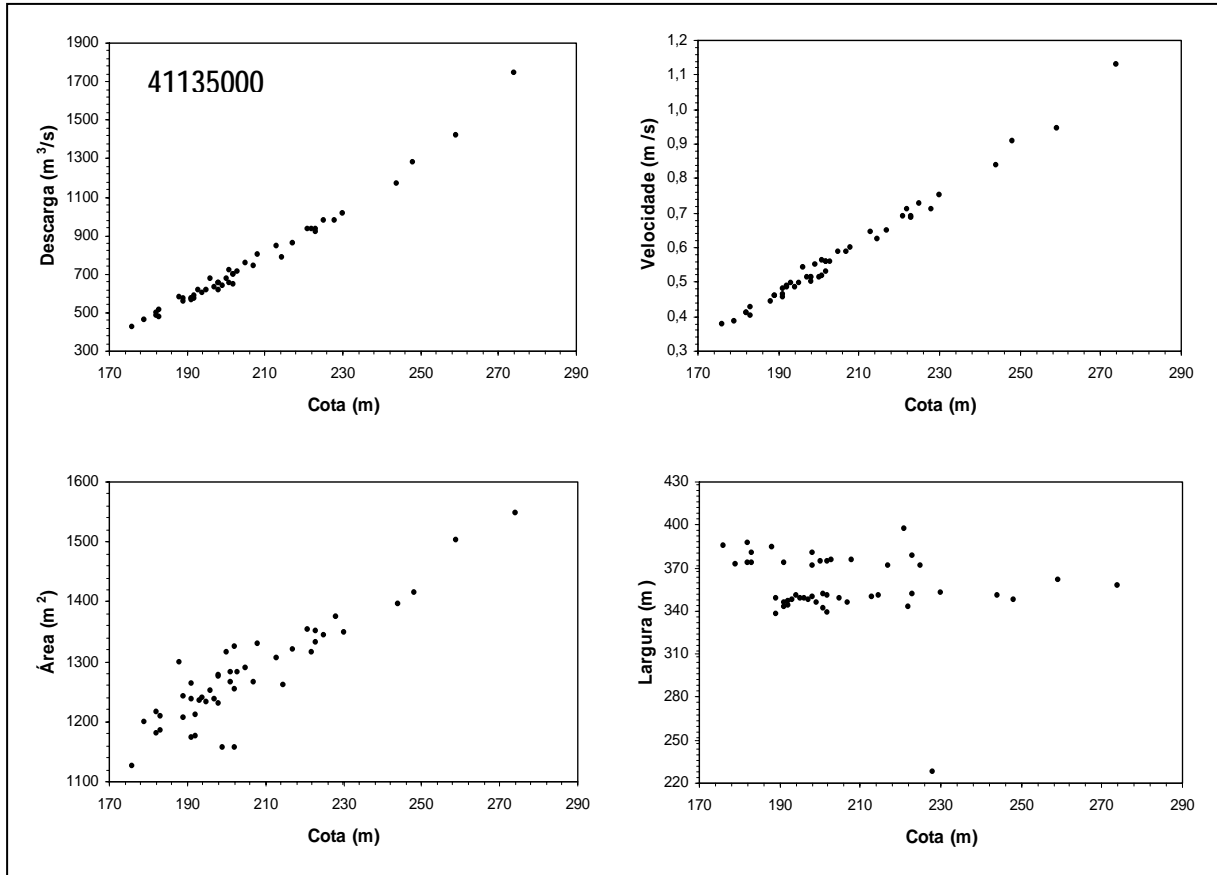 41135000
Descarga (m³/s)
1900
1700
1500
1300
1100
900
700
500
300
170 190 210 230 250 270 290
Cota (m)
Velocidade (m /s)
1,2
1,1
1,0
0,9
0,8
0,7
0,6
0,5
0,4
0,3
170 190 210 230 250 270 290
Cota (m)
Área (m²)
1600
1500
1400
1300
1200
1100
170 190 210 230 250 270 290
Cota (m)
Largura (m )
430
400
370
340
310
280
250
220
170 190 210 230 250 270 290
Cota (m)